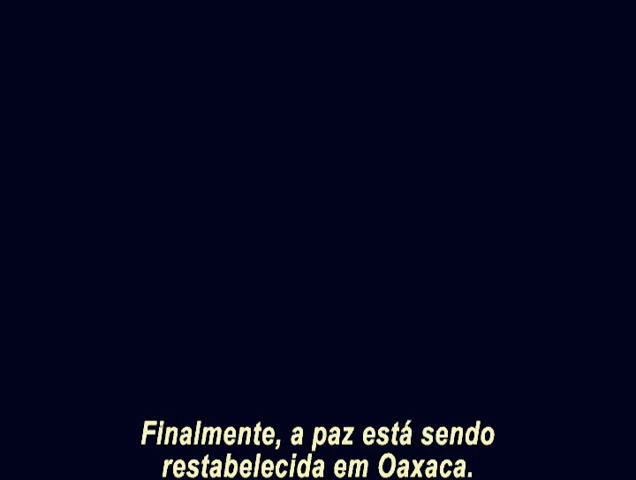 Finalmente, a paz está sendo
restabelecida em Oaxaca.